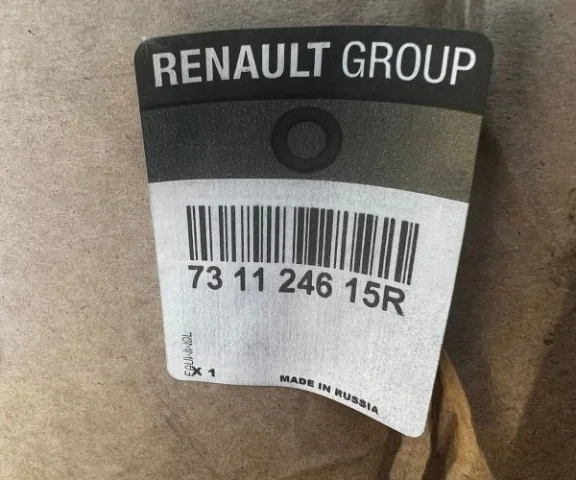 RENAULT GROUP
73 11 246 15R
X 1
MADE IN RUSSIA